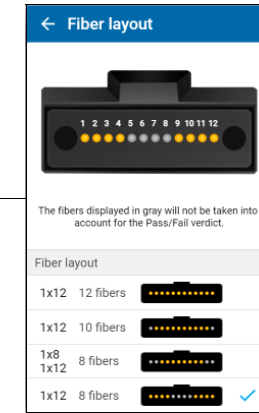 Fiber layout
1 2 3 4 5 6 7 8 9 10 11 12
The fibers displayed in gray will not be taken into
account for the Pass/Fail verdict.
Fiber layout
1x12 12 fibers
1x12 10 fibers
1x8
1x12 8 fibers
1x12 8 fibers